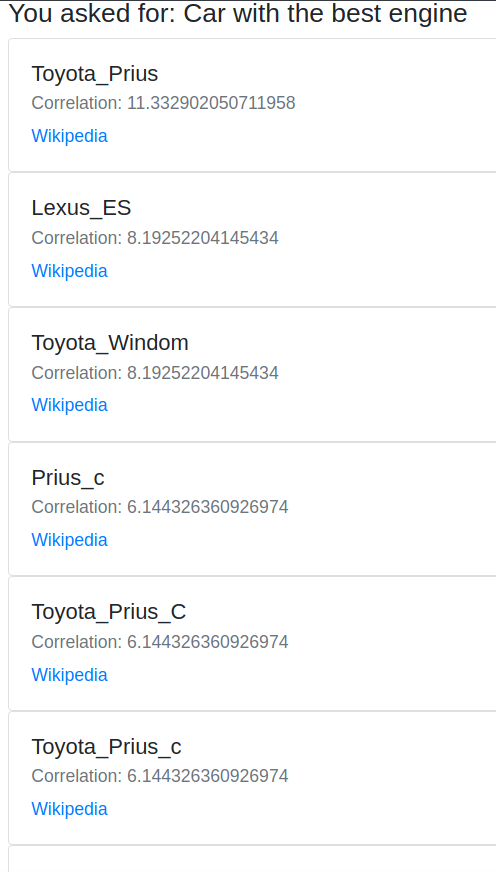 You asked for: Car with the best engine
Toyota_Prius
Correlation: 11.332902050711958
Wikipedia
Lexus_ES
Correlation: 8.19252204145434
Wikipedia
Toyota_Windom
Correlation: 8.19252204145434
Wikipedia
Prius_c
Correlation: 6.144326360926974
Wikipedia
Toyota_Prius_C
Correlation: 6.144326360926974
Wikipedia
Toyota_Prius_c
Correlation: 6.144326360926974
Wikipedia